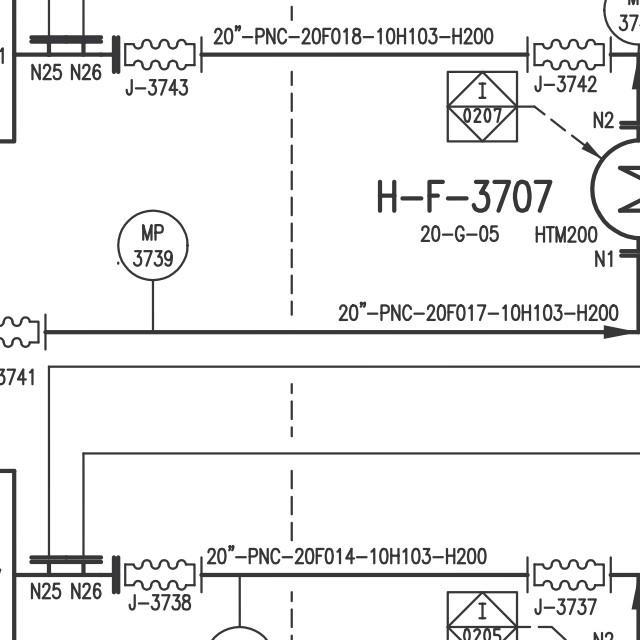 20"-PNC-20F018-10H103-H200
N25 N26
J-3743
J-3742
I
0207
N2
H-F-3707
20-G-05
HTM200
N1
MP
3739
20"-PNC-20F017-10H103-H200
3741
20"-PNC-20F014-10H103-H200
N25 N26
J-3738
J-3737
I
0205
N2